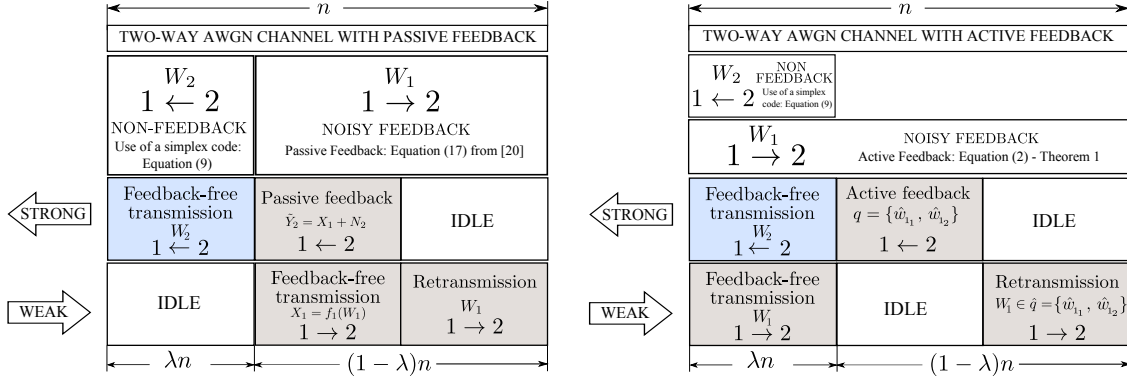 n
TWO-WAY AWGN CHANNEL WITH PASSIVE FEEDBACK
W₂
1 ← 2
NON-FEEDBACK
Use of a simplex code:
Equation (9)
W₁
1 → 2
NOISY FEEDBACK
Passive Feedback: Equation (17) from [20]
STRONG
Feedback-free
transmission
W₂
1 ← 2
Passive feedback
Ỹ₂ = X₁ + N₂
1 ← 2
IDLE
WEAK
IDLE
Feedback-free
transmission
X₁ = f₁(W₁)
1 → 2
Retransmission
W₁
1 → 2
λn
(1 − λ)n
n
TWO-WAY AWGN CHANNEL WITH ACTIVE FEEDBACK
W₂
1 ← 2
NON
FEEDBACK
Use of a simplex
code: Equation (9)
W₁
1 → 2
NOISY FEEDBACK
Active Feedback: Equation (2) - Theorem 1
STRONG
Feedback-free
transmission
W₂
1 ← 2
Active feedback
q = {ŵ₁₁ , ŵ₁₂}
1 ← 2
IDLE
WEAK
Feedback-free
transmission
W₁
1 → 2
IDLE
Retransmission
W₁ ∈ q̂ = {ŵ₁₁ , ŵ₁₂}
1 → 2
λn
(1 − λ)n